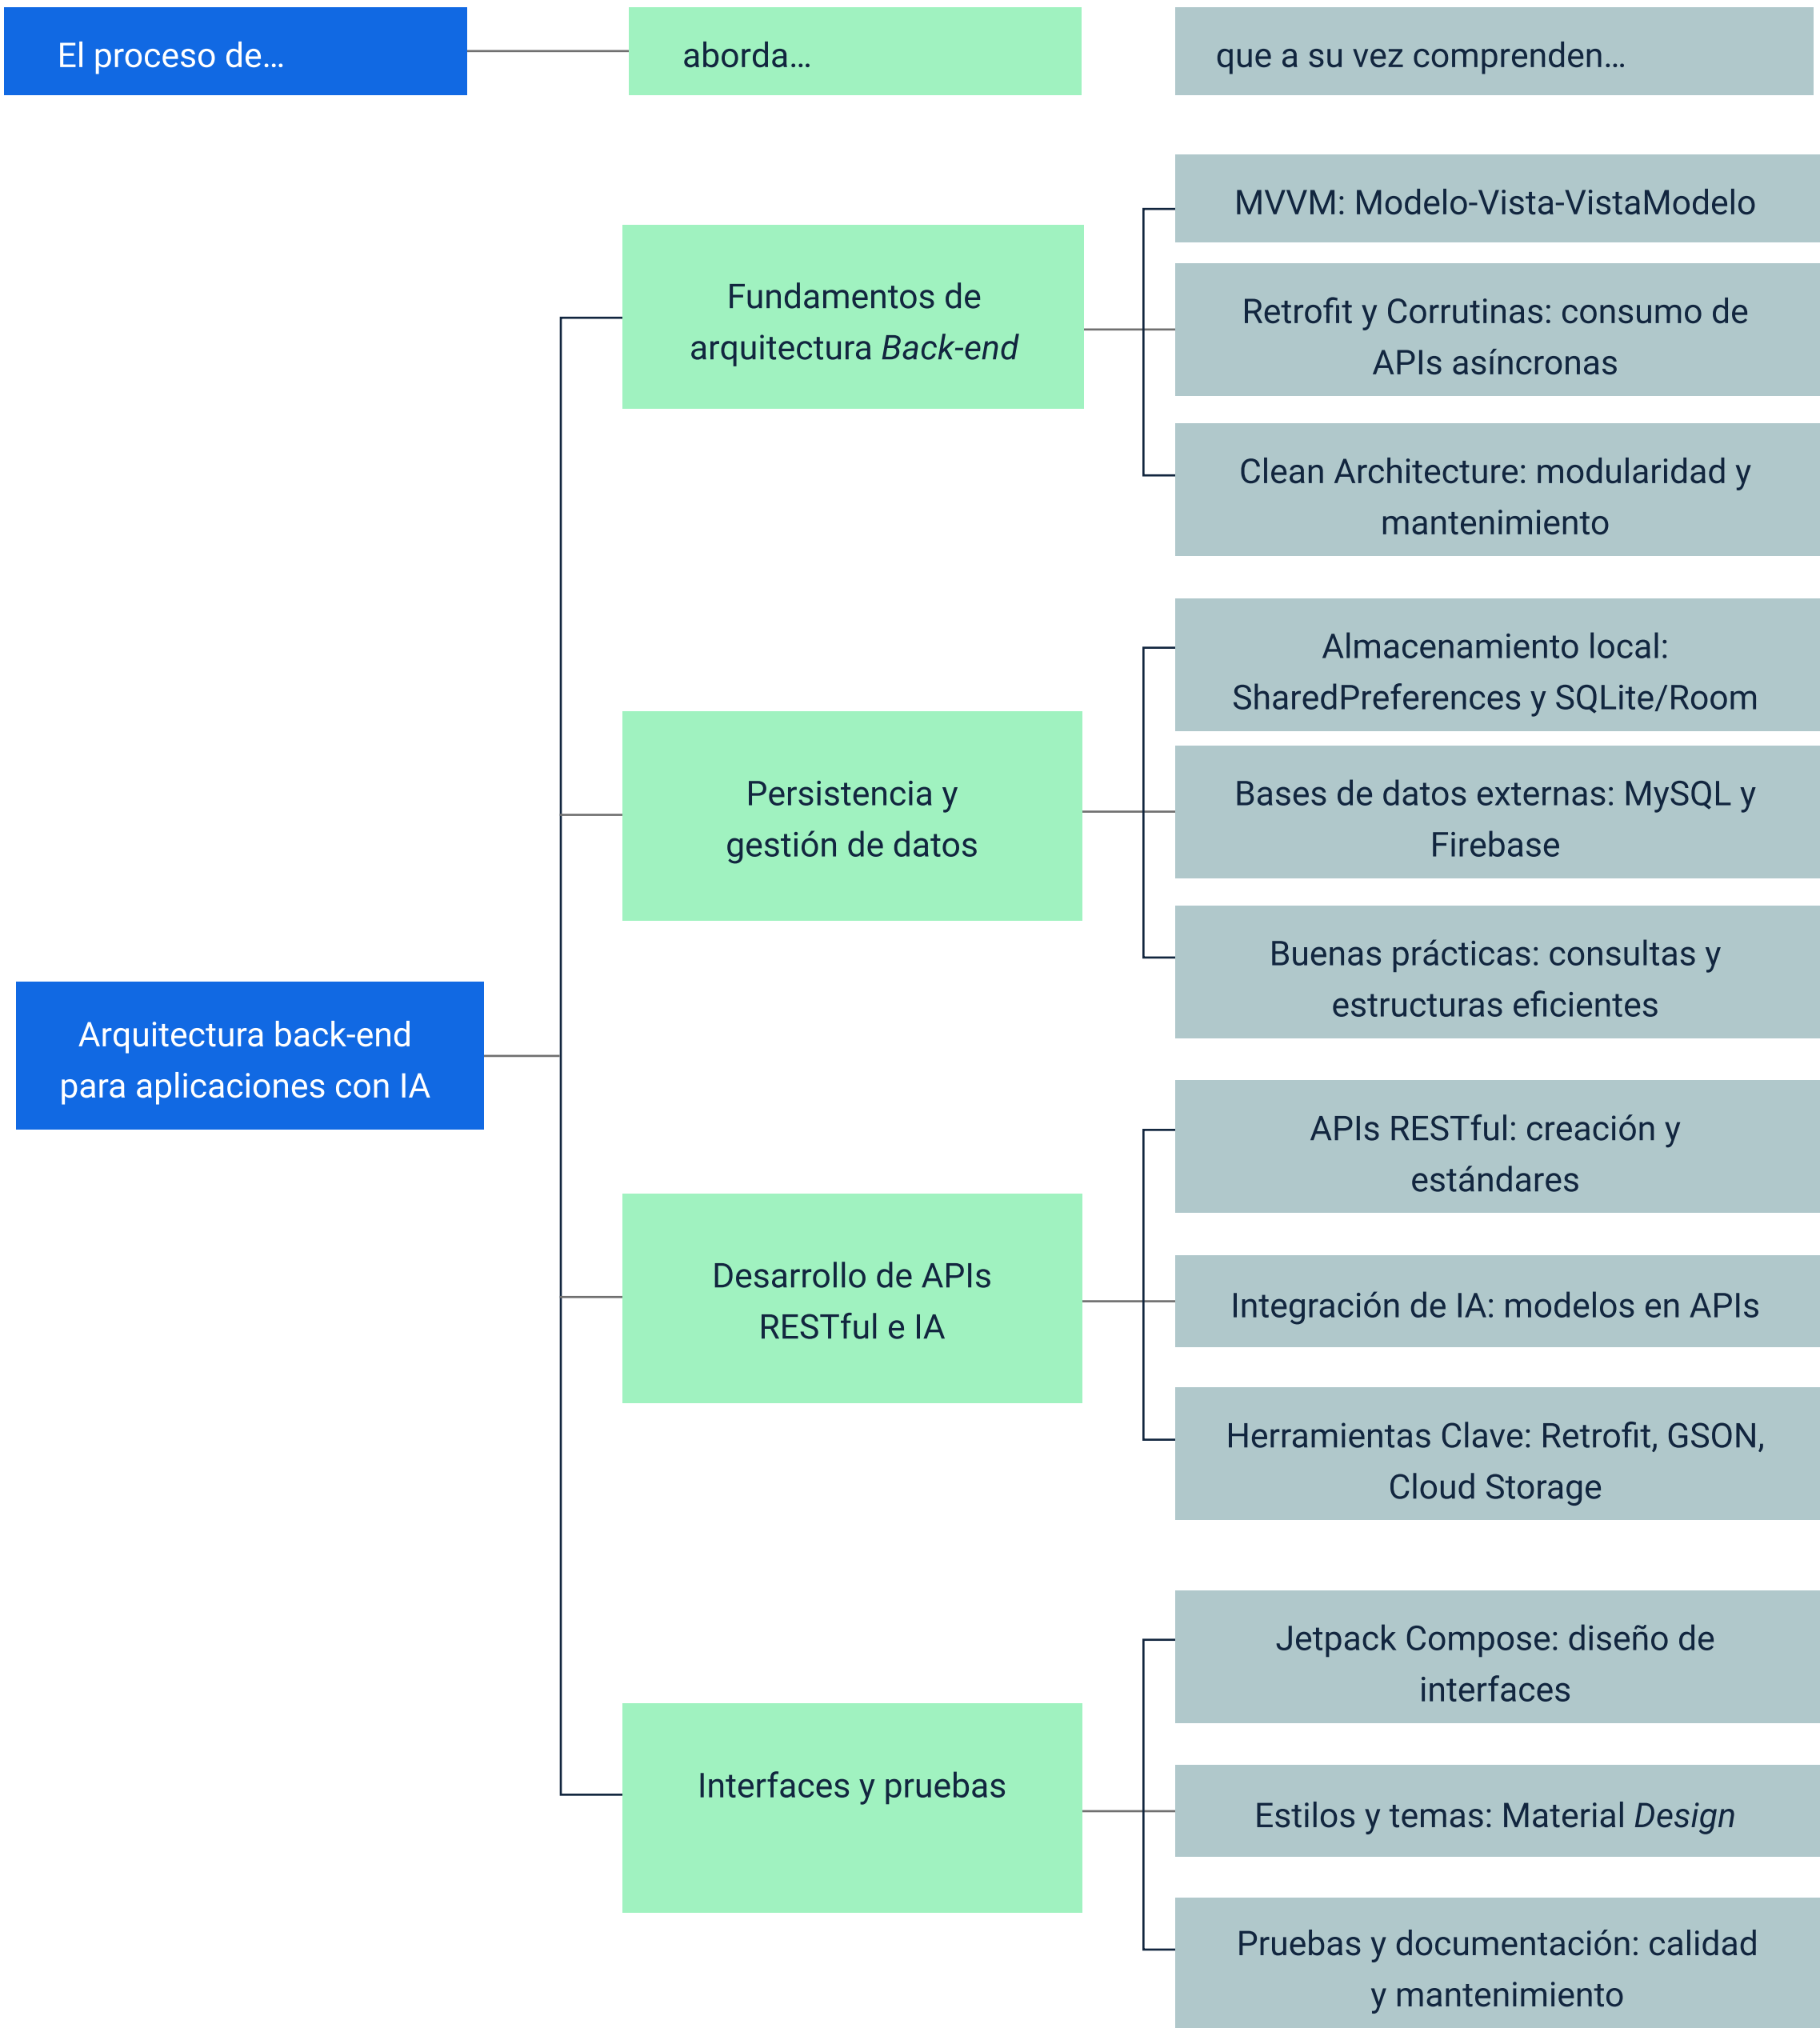 El proceso de...
aborda...
que a su vez comprenden...
Arquitectura back-end
para aplicaciones con IA
Fundamentos de
arquitectura Back-end
MVVM: Modelo-Vista-VistaModelo
Retrofit y Corrutinas: consumo de
APIs asíncronas
Clean Architecture: modularidad y
mantenimiento
Persistencia y
gestión de datos
Almacenamiento local:
SharedPreferences y SQLite/Room
Bases de datos externas: MySQL y
Firebase
Buenas prácticas: consultas y
estructuras eficientes
Desarrollo de APIs
RESTful e IA
APIs RESTful: creación y
estándares
Integración de IA: modelos en APIs
Herramientas Clave: Retrofit, GSON,
Cloud Storage
Interfaces y pruebas
Jetpack Compose: diseño de
interfaces
Estilos y temas: Material Design
Pruebas y documentación: calidad
y mantenimiento